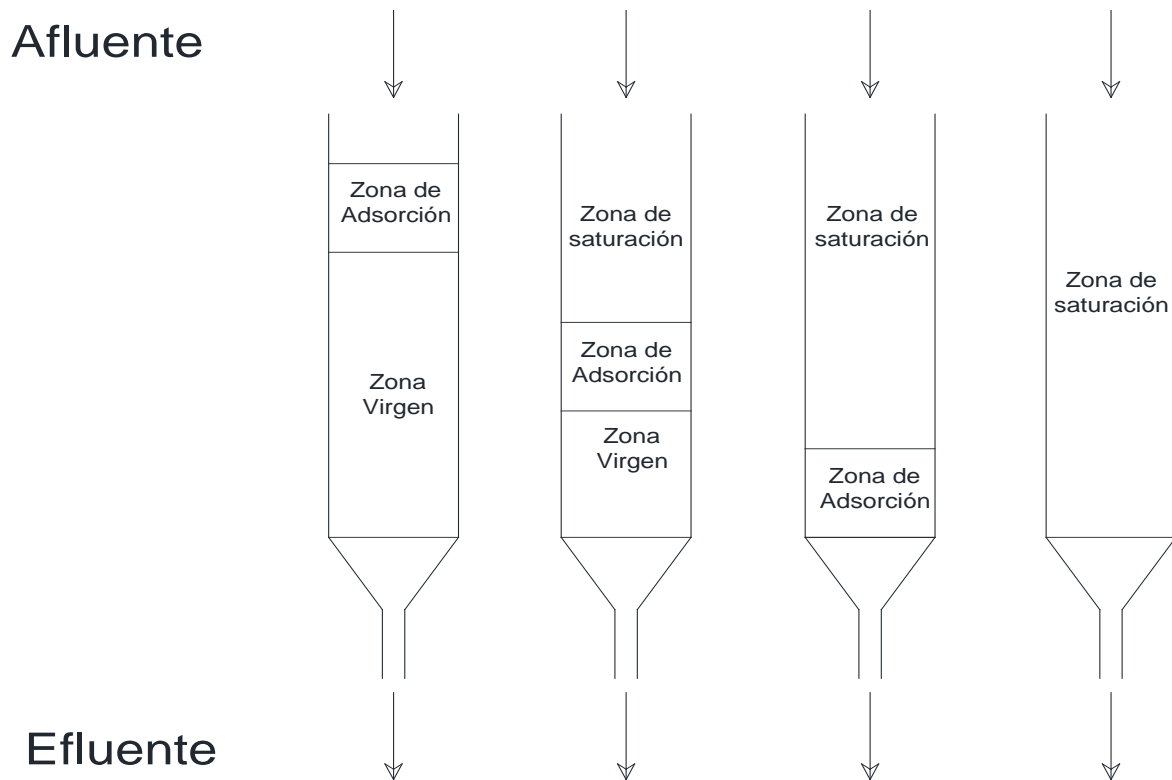 Afluente
Zona de
Adsorción
Zona
Virgen
Zona de
saturación
Zona de
Adsorción
Zona
Virgen
Zona de
saturación
Zona de
Adsorción
Zona de
saturación
Efluente